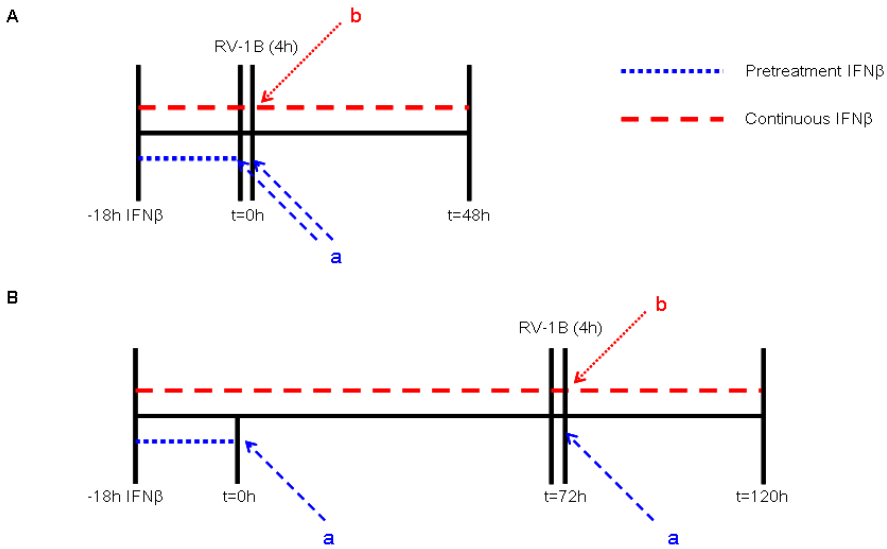 A
b
RV-1B (4h)
Pretreatment IFNβ
Continuous IFNβ
-18h IFNβ
t=0h
t=48h
a
B
b
RV-1B (4h)
-18h IFNβ
t=0h
t=72h
t=120h
a
a